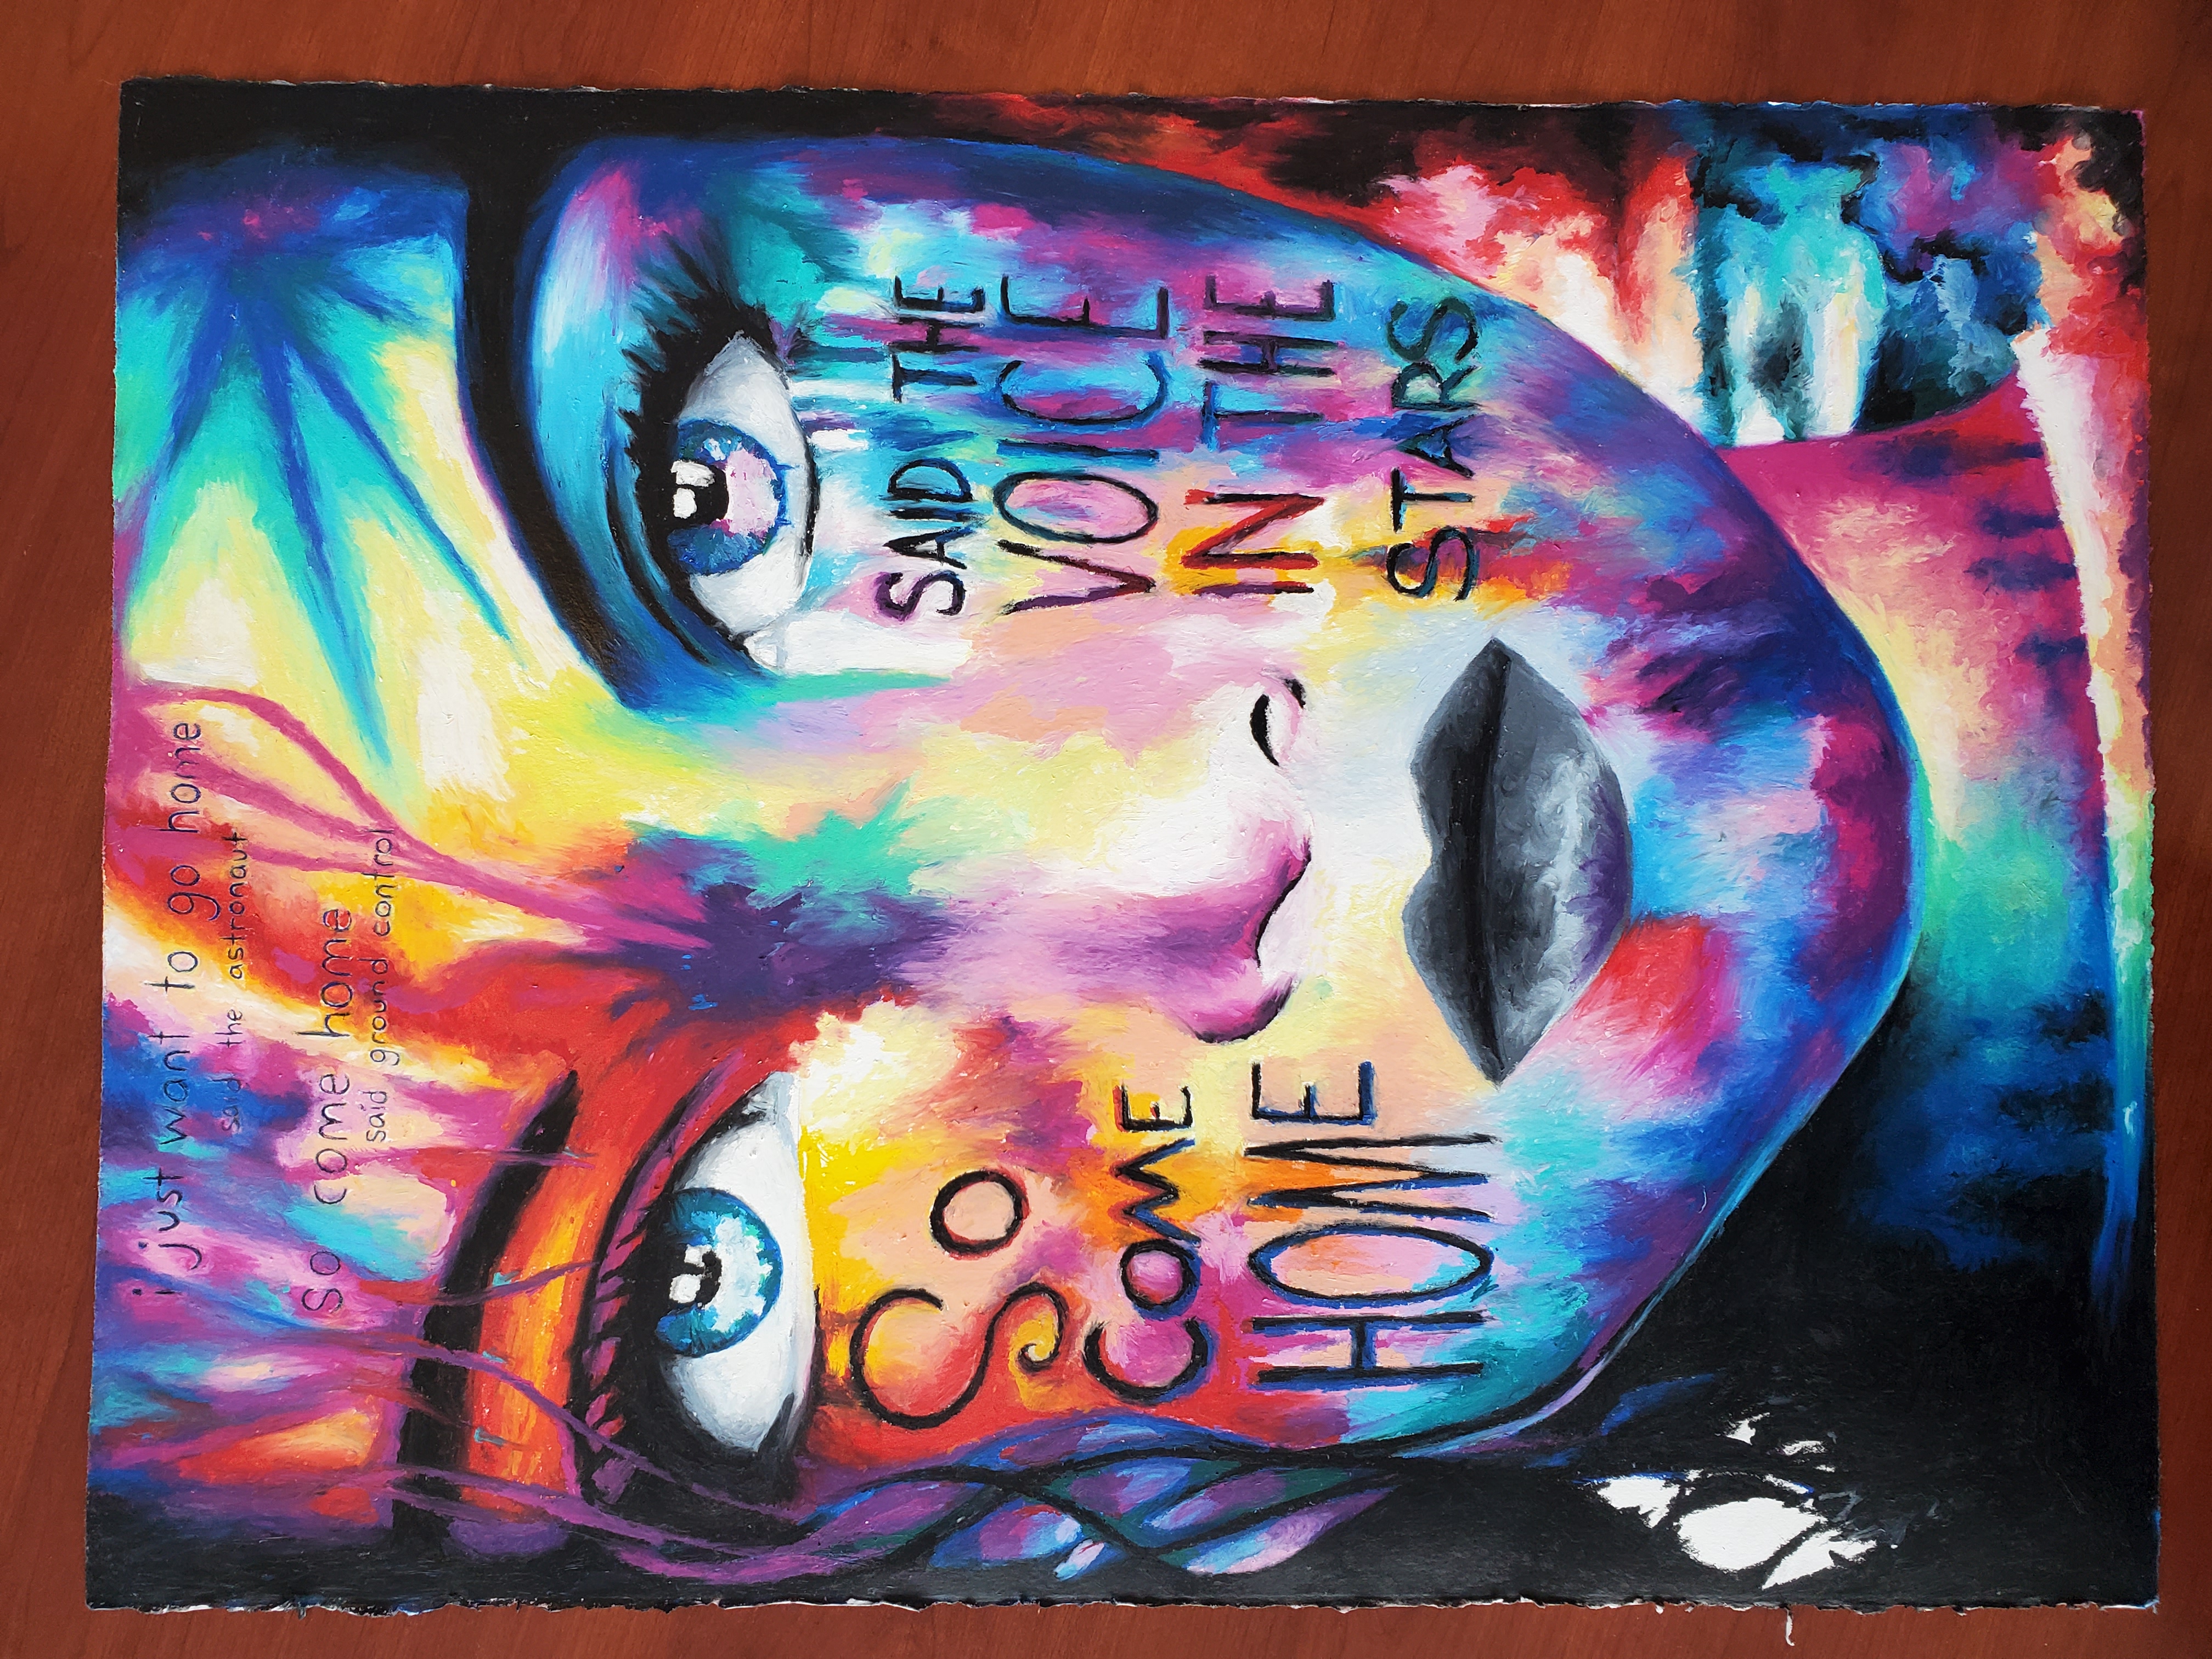 i just want to go home
said the astronaut
so come home
said ground control
So
COME
HOME
SAID THE
VOICE
IN THE
STARS